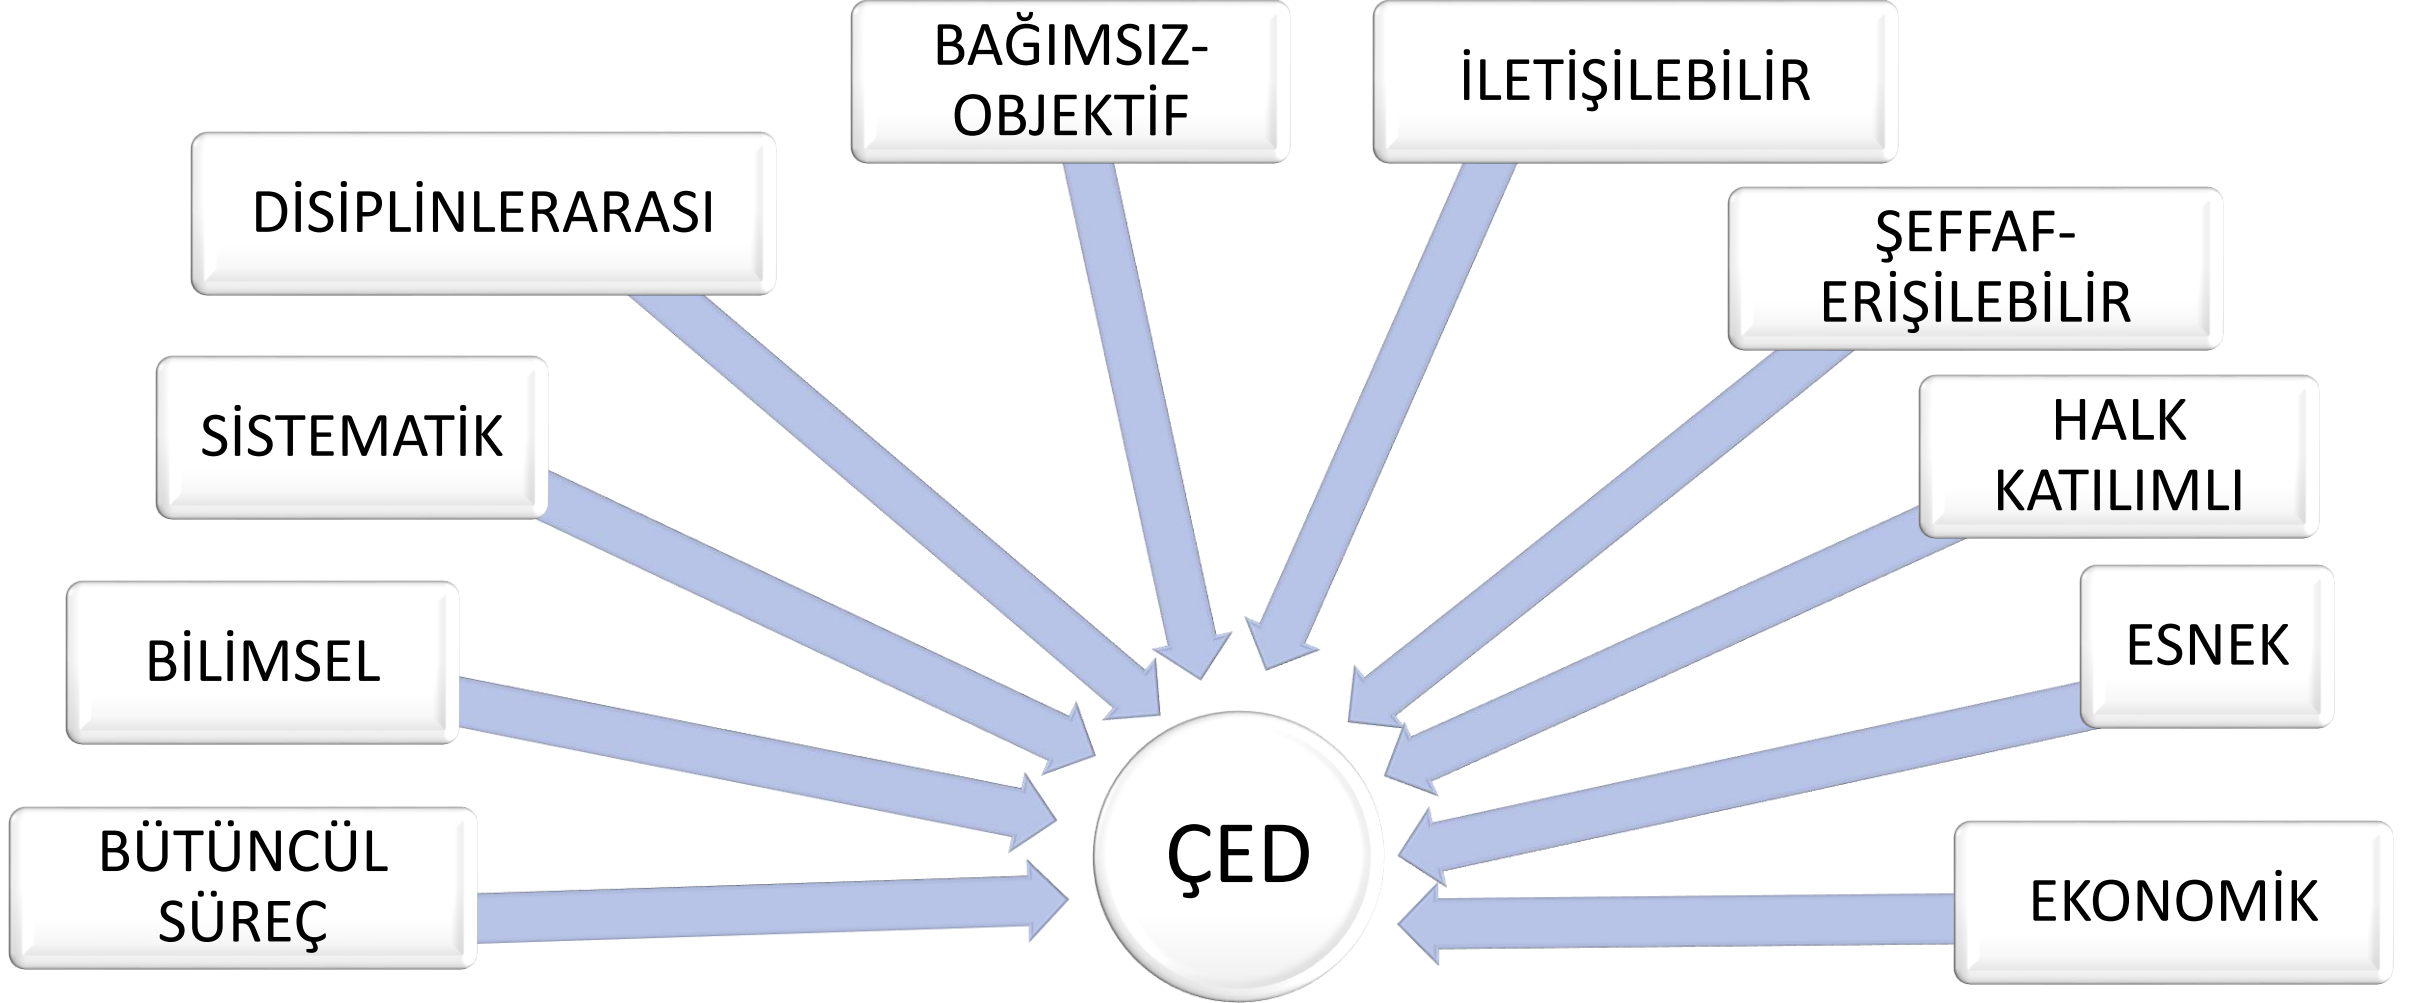 BAĞIMSIZ-
OBJEKTİF
İLETİŞİLEBİLİR
DİSİPLİNLERARASI
ŞEFFAF-
ERİŞİLEBİLİR
SİSTEMATİK
HALK
KATILIMLI
BİLİMSEL
ESNEK
BÜTÜNCÜL
SÜREÇ
ÇED
EKONOMİK